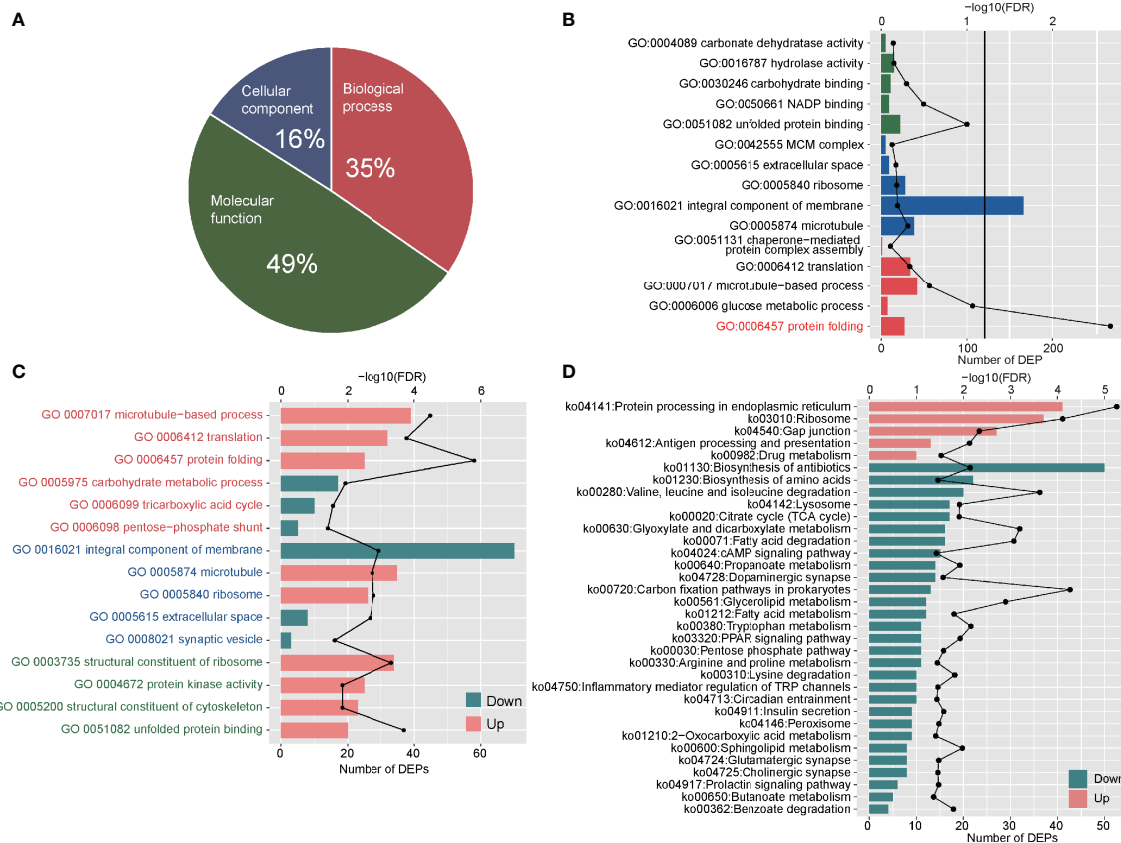 A
Cellular
component
16%
Biological
process
35%
Molecular
function
49%
B
−log10(FDR)
0 1 2
GO:0004089 carbonate dehydratase activity
GO:0016787 hydrolase activity
GO:0030246 carbohydrate binding
GO:0050661 NADP binding
GO:0051082 unfolded protein binding
GO:0042555 MCM complex
GO:0005615 extracellular space
GO:0005840 ribosome
GO:0016021 integral component of membrane
GO:0005874 microtubule
GO:0051131 chaperone−mediated
protein complex assembly
GO:0006412 translation
GO:0007017 microtubule−based process
GO:0006006 glucose metabolic process
GO:0006457 protein folding
0 100 200
Number of DEP
C
−log10(FDR)
0 2 4 6
GO 0007017 microtubule−based process
GO 0006412 translation
GO 0006457 protein folding
GO 0005975 carbohydrate metabolic process
GO 0006099 tricarboxylic acid cycle
GO 0006098 pentose−phosphate shunt
GO 0016021 integral component of membrane
GO 0005874 microtubule
GO 0005840 ribosome
GO 0005615 extracellular space
GO 0008021 synaptic vesicle
GO 0003735 structural constituent of ribosome
GO 0004672 protein kinase activity
GO 0005200 structural constituent of cytoskeleton
GO 0051082 unfolded protein binding
Down
Up
0 20 40 60
Number of DEPs
D
−log10(FDR)
0 1 2 3 4 5
ko04141:Protein processing in endoplasmic reticulum
ko03010:Ribosome
ko04540:Gap junction
ko04612:Antigen processing and presentation
ko00982:Drug metabolism
ko01130:Biosynthesis of antibiotics
ko01230:Biosynthesis of amino acids
ko00280:Valine, leucine and isoleucine degradation
ko04142:Lysosome
ko00020:Citrate cycle (TCA cycle)
ko00630:Glyoxylate and dicarboxylate metabolism
ko00071:Fatty acid degradation
ko04024:cAMP signaling pathway
ko00640:Propanoate metabolism
ko04728:Dopaminergic synapse
ko00720:Carbon fixation pathways in prokaryotes
ko00561:Glycerolipid metabolism
ko01212:Fatty acid metabolism
ko00380:Tryptophan metabolism
ko03320:PPAR signaling pathway
ko00030:Pentose phosphate pathway
ko00330:Arginine and proline metabolism
ko00310:Lysine degradation
ko04750:Inflammatory mediator regulation of TRP channels
ko04713:Circadian entrainment
ko04911:Insulin secretion
ko04146:Peroxisome
ko01210:2−Oxocarboxylic acid metabolism
ko00600:Sphingolipid metabolism
ko04724:Glutamatergic synapse
ko04725:Cholinergic synapse
ko04917:Prolactin signaling pathway
ko00650:Butanoate metabolism
ko00362:Benzoate degradation
Down
Up
0 10 20 30 40 50
Number of DEPs